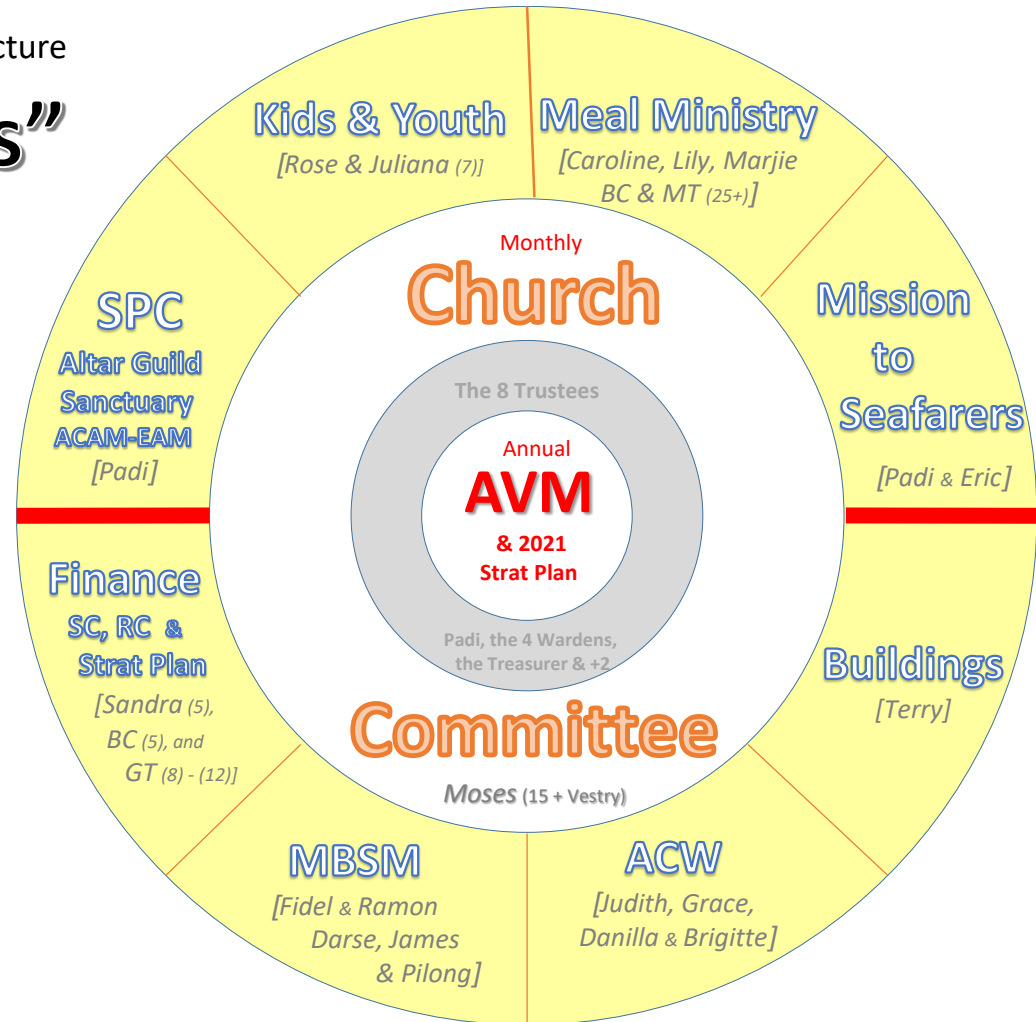 cture
s”
Kids & Youth
[Rose & Juliana (7)]
Meal Ministry
[Caroline, Lily, Marjie
BC & MT (25+)]
SPC
Altar Guild
Sanctuary
ACAM-EAM
[Padi]
Mission
to
Seafarers
[Padi & Eric]
Monthly
Church
The 8 Trustees
Annual
AVM
& 2021
Strat Plan
Padi, the 4 Wardens,
the Treasurer & +2
Committee
Moses (15 + Vestry)
Finance
SC, RC &
Strat Plan
[Sandra (5),
BC (5), and
GT (8) - (12)]
Buildings
[Terry]
MBSM
[Fidel & Ramon
Darse, James
& Pilong]
ACW
[Judith, Grace,
Danilla & Brigitte]